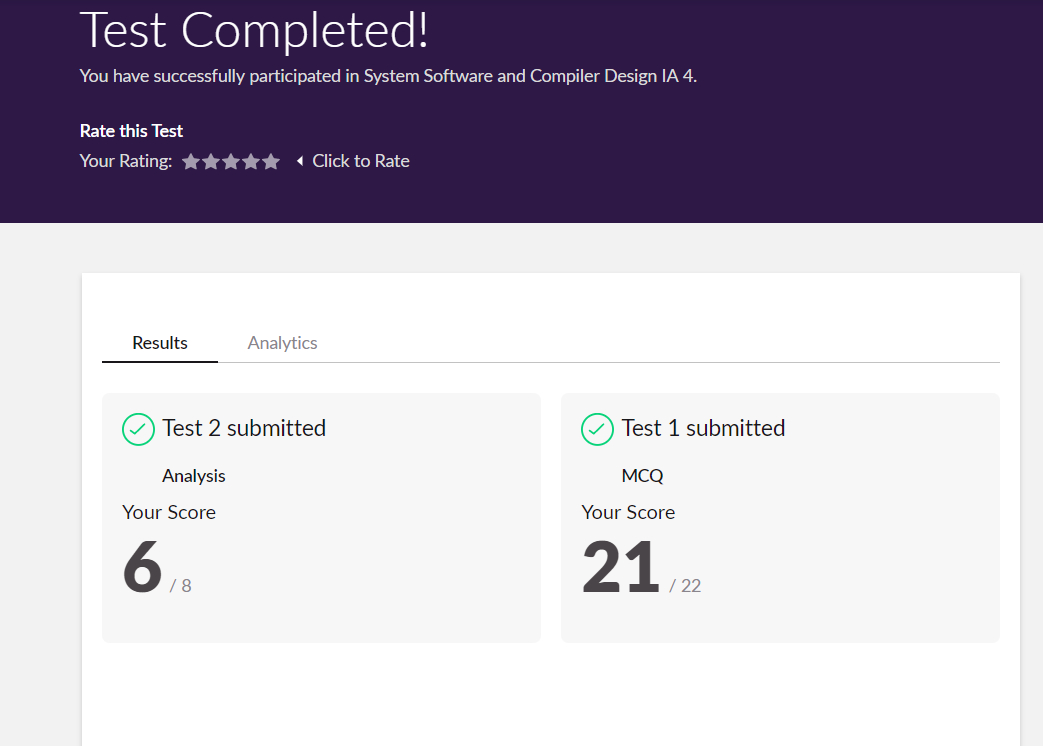 Test Completed!
You have successfully participated in System Software and Compiler Design IA 4.
Rate this Test
Your Rating: Click to Rate
Results Analytics
Test 2 submitted
Analysis
Your Score
6 / 8
Test 1 submitted
MCQ
Your Score
21 / 22